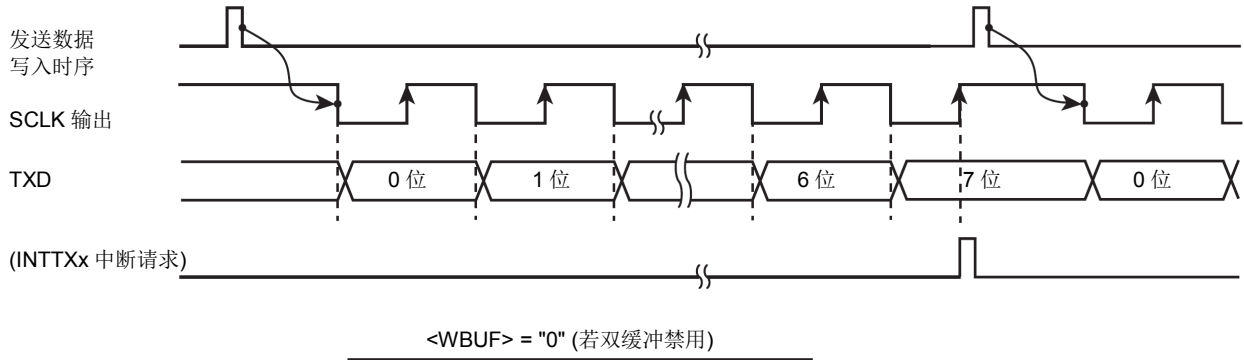 发送数据
写入时序
SCLK 输出
TXD
0 位
1 位
6 位
7 位
0 位
(INTTXx 中断请求)
<WBUF> = "0" (若双缓冲禁用)